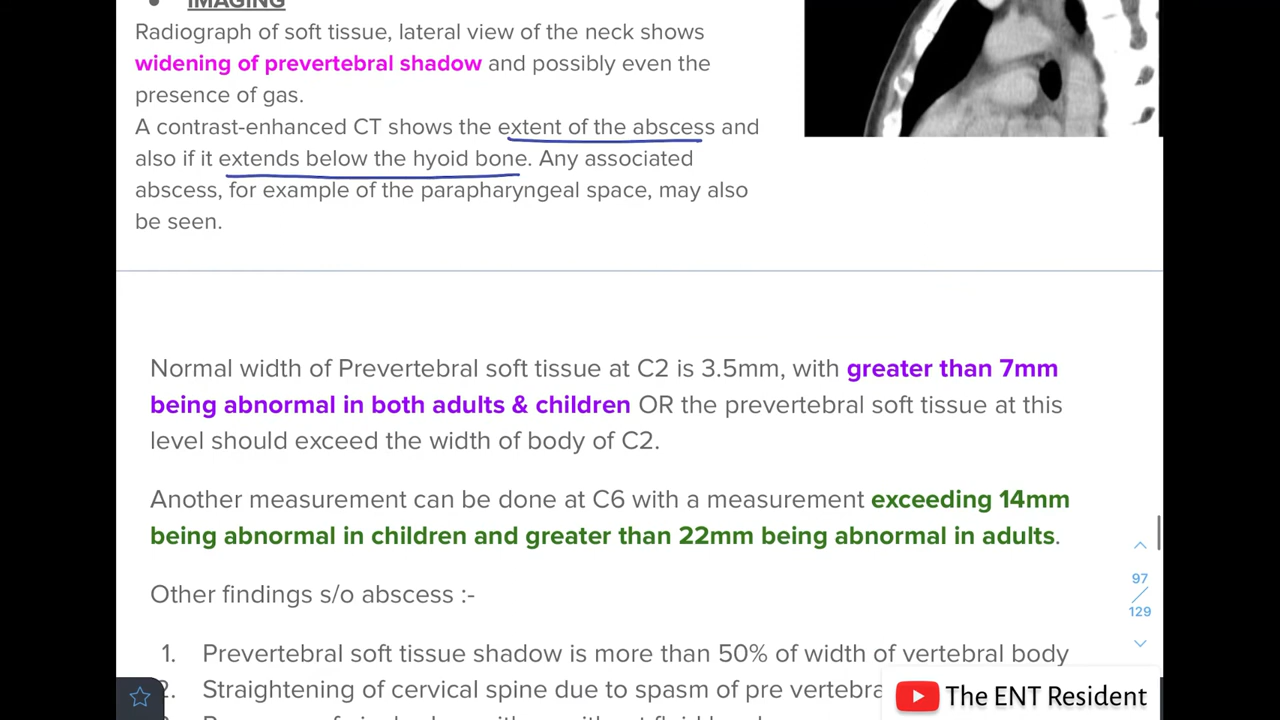 IMAGING
Radiograph of soft tissue, lateral view of the neck shows
widening of prevertebral shadow and possibly even the
presence of gas.
A contrast-enhanced CT shows the extent of the abscess and
also if it extends below the hyoid bone. Any associated
abscess, for example of the parapharyngeal space, may also
be seen.
Normal width of Prevertebral soft tissue at C2 is 3.5mm, with greater than 7mm
being abnormal in both adults & children OR the prevertebral soft tissue at this
level should exceed the width of body of C2.
Another measurement can be done at C6 with a measurement exceeding 14mm
being abnormal in children and greater than 22mm being abnormal in adults.
Other findings s/o abscess :-
1. Prevertebral soft tissue shadow is more than 50% of width of vertebral body
2. Straightening of cervical spine due to spasm of pre
97
129
The ENT Resident